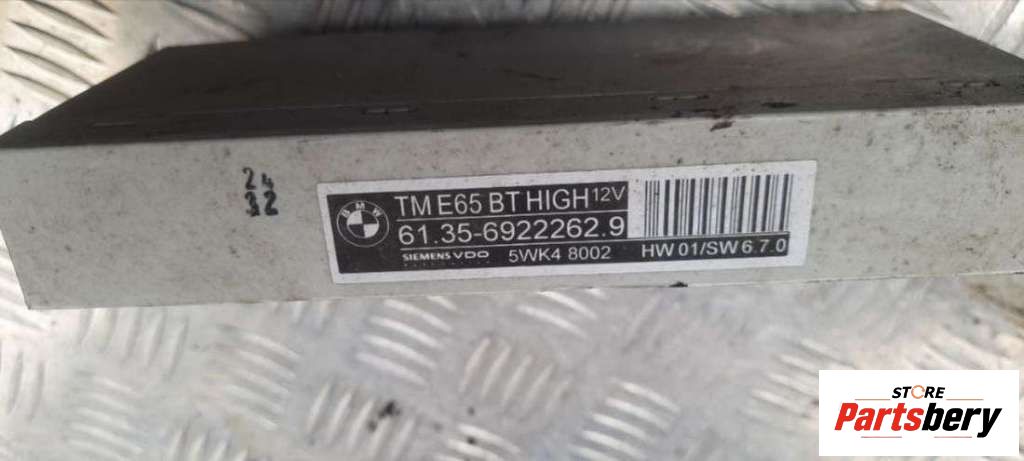 24
32
BMW
TM E65 BT HIGH 12V
61.35-6922262.9
SIEMENS VDO 5WK4 8002 HW 01/SW 6.7.0
STORE
Partsbery